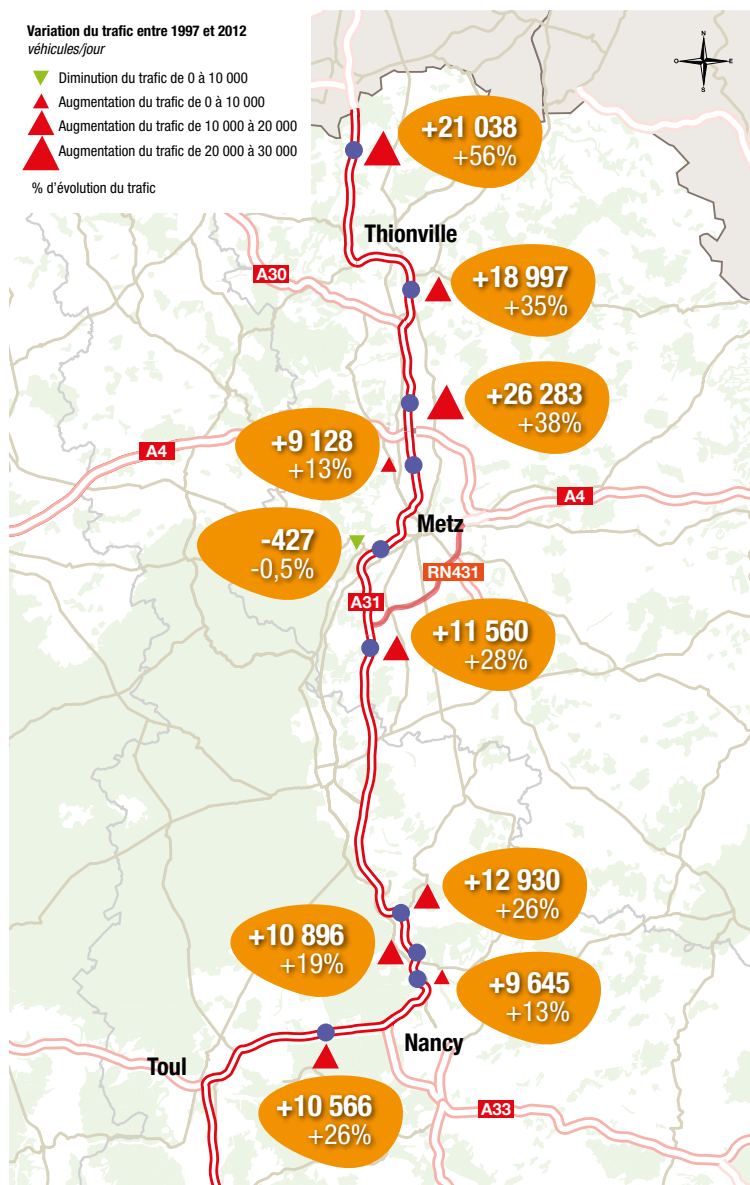 Variation du trafic entre 1997 et 2012
véhicules/jour
Diminution du trafic de 0 à 10 000
Augmentation du trafic de 0 à 10 000
Augmentation du trafic de 10 000 à 20 000
Augmentation du trafic de 20 000 à 30 000
% d'évolution du trafic
N
O
E
S
+21 038
+56%
Thionville
A30
+18 997
+35%
+26 283
+38%
+9 128
+13%
A4
A4
Metz
-427
-0,5%
RN431
A31
+11 560
+28%
+12 930
+26%
+10 896
+19%
+9 645
+13%
Nancy
Toul
+10 566
+26%
A33